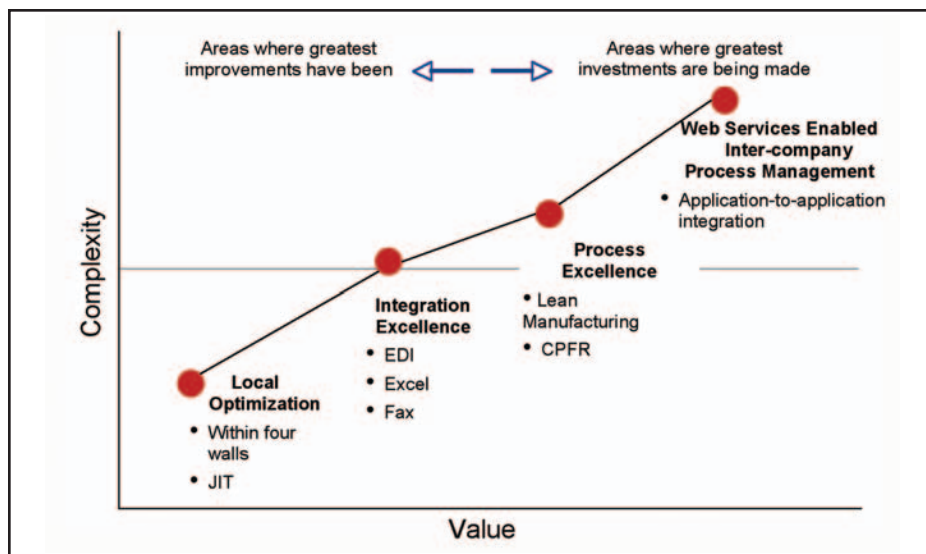 Areas where greatest
improvements have been
Areas where greatest
investments are being made
Web Services Enabled
Inter-company
Process Management
• Application-to-application
integration
Process
Excellence
• Lean
Manufacturing
• CPFR
Integration
Excellence
• EDI
• Excel
• Fax
Local
Optimization
• Within four
walls
• JIT
Complexity
Value